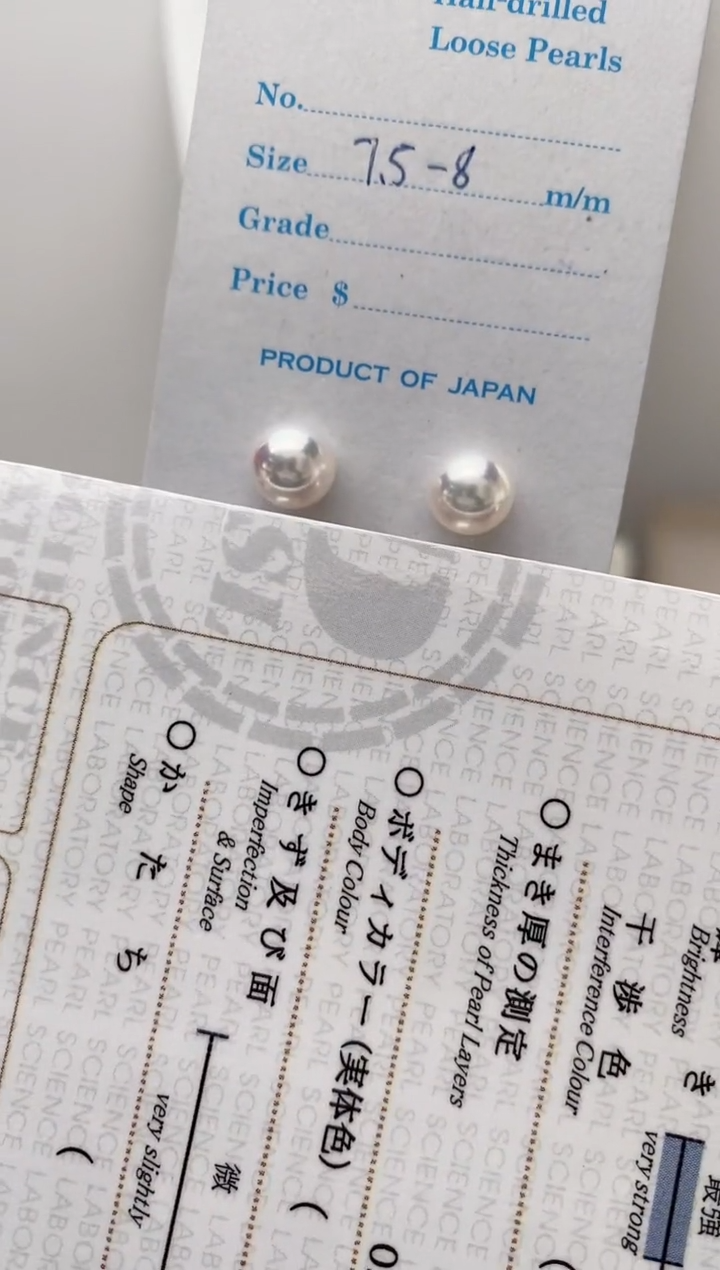 Half-drilled
Loose Pearls
No.
Size 7.5-8 m/m
Grade
Price $
PRODUCT OF JAPAN
き
Brightness
最強
very strong
干渉色
Interference Colour
○まき厚の測定
Thickness of Pearl Layers
(
○ボディカラー(実体色) (
Body Colour
○きず及び面
Imperfection
& Surface
微
very slightly
○かたち (
Shape
PEARL SCIENCE LABORATORY